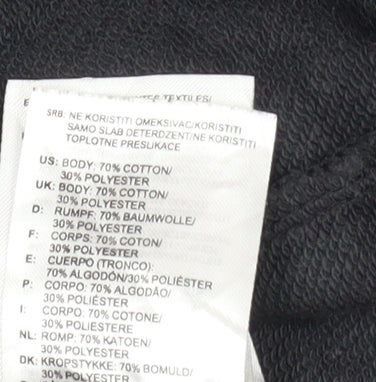 TEXTILES/
SRB: NE KORISTITI OMEKSIVAC/KORISTITI
SAMO SLAB DETERDZENT/NE KORISTITI
TOPLOTNE PRESLIKACE
US: BODY: 70% COTTON/
30% POLYESTER
UK: BODY: 70% COTTON/
30% POLYESTER
D: RUMPF: 70% BAUMWOLLE/
30% POLYESTER
F: CORPS: 70% COTON/
30% POLYESTER
E: CUERPO (TRONCO):
70% ALGODÓN/30% POLIÉSTER
P: CORPO: 70% ALGODÃO/
30% POLIÉSTER
I: CORPO: 70% COTONE/
30% POLIESTERE
NL: ROMP: 70% KATOEN/
30% POLYESTER
DK: KROPSTYKKE: 70% BOMULD/
30% POLYESTER